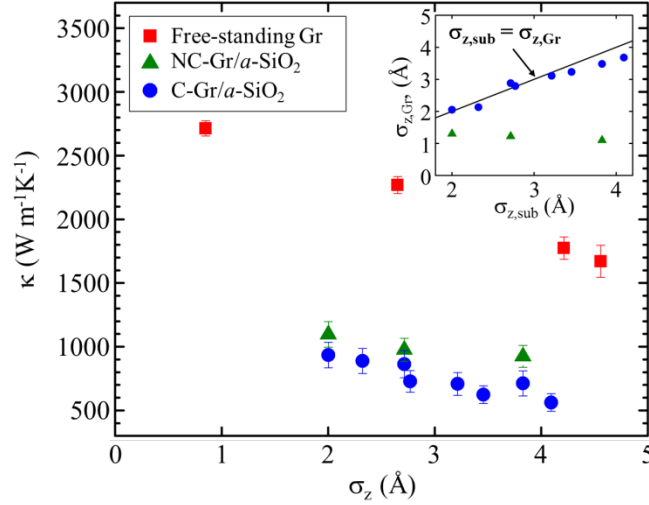 3500
3000
2500
2000
1500
1000
500
0
1
2
3
4
5
κ (W m⁻¹K⁻¹)
σz (Å)
Free-standing Gr
NC-Gr/a-SiO₂
C-Gr/a-SiO₂
5
4
3
2
1
0
2
3
4
σz,Gr, (Å)
σz,sub (Å)
σz,sub = σz,Gr